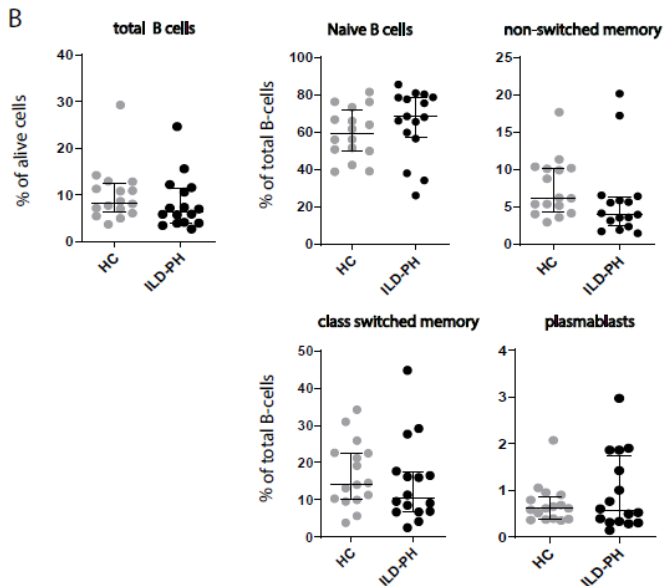 B
total B cells
% of alive cells
40
30
20
10
0
HC
ILD-PH
Naive B cells
% of total B-cells
100
80
60
40
20
0
HC
ILD-PH
non-switched memory
25
20
15
10
5
0
HC
ILD-PH
class switched memory
% of total B-cells
50
40
30
20
10
0
HC
ILD-PH
plasmablasts
4
3
2
1
0
HC
ILD-PH